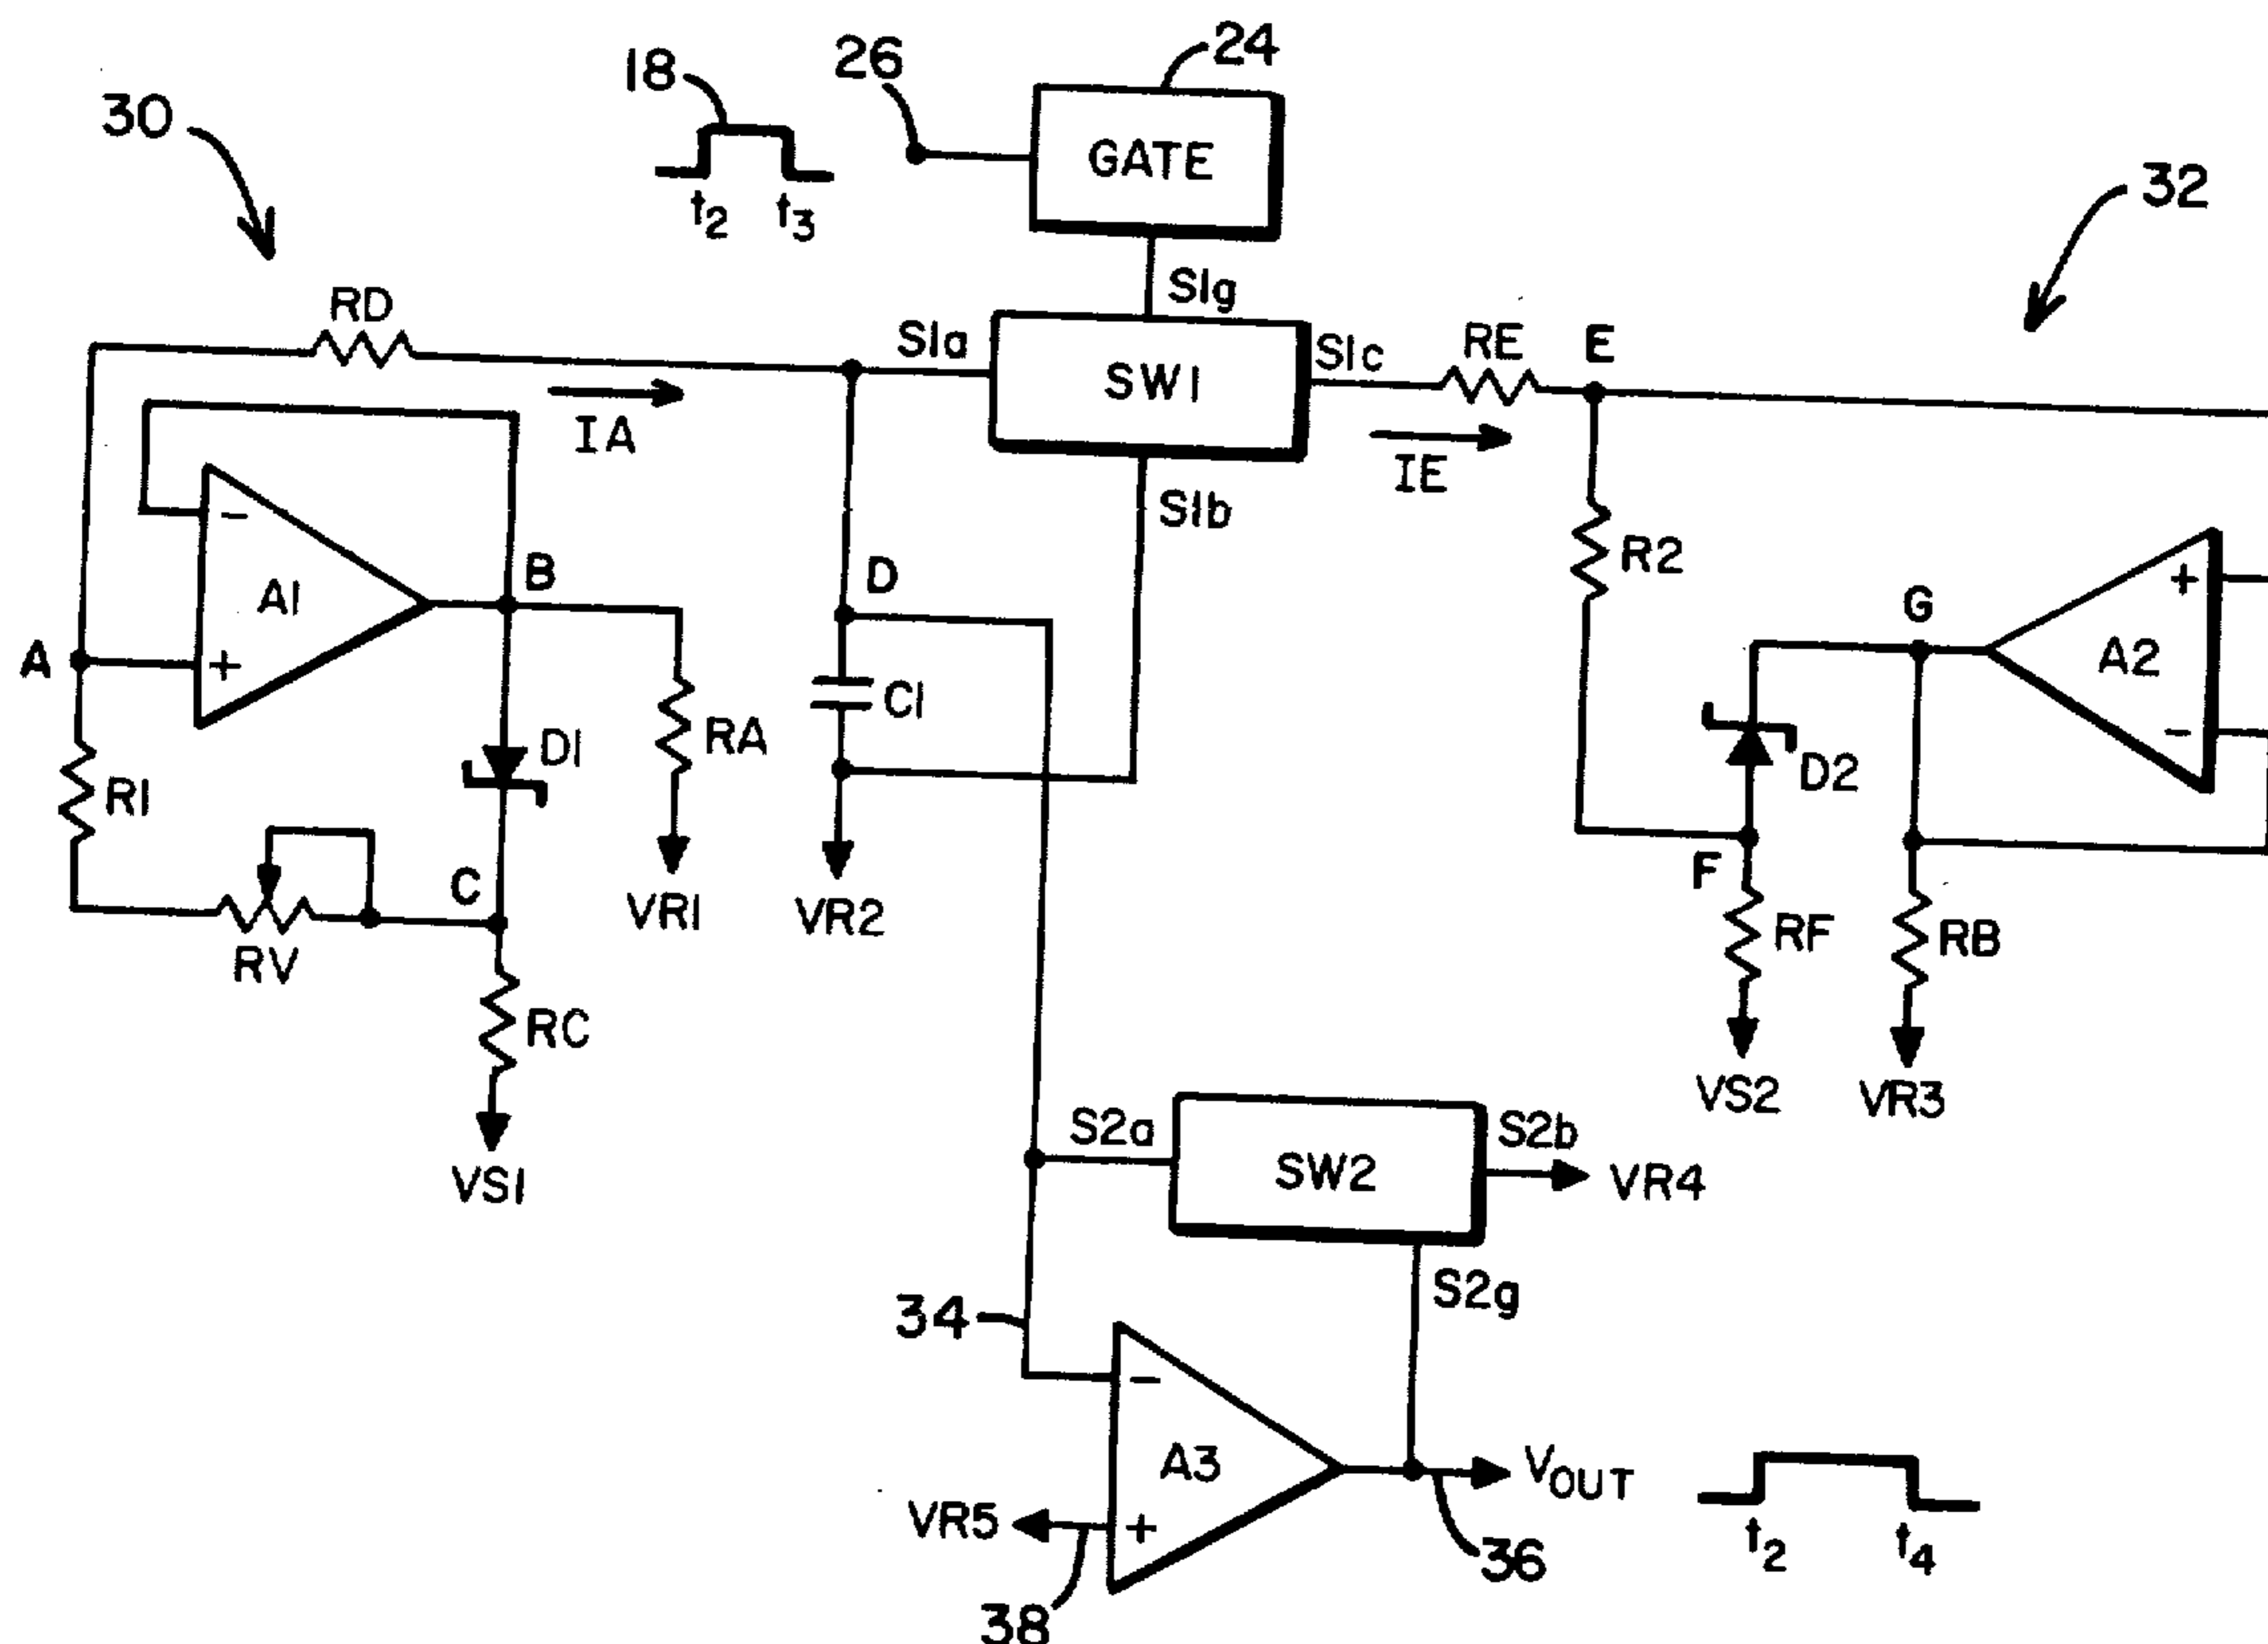 30
18
26
24
GATE
t2 t3
32
S1g
RD
S1a
SW1
S1c
RE
E
IA
IE
S1b
-
A1
+
B
D
R2
G
+
A2
-
A
R1
D1
RA
C1
D2
C
VR1
VR2
F
RV
RF
RB
RC
VS2
VR3
VS1
S2a
SW2
S2b
VR4
S2g
34
-
A3
+
VR5
VOUT
36
38
t2 t4